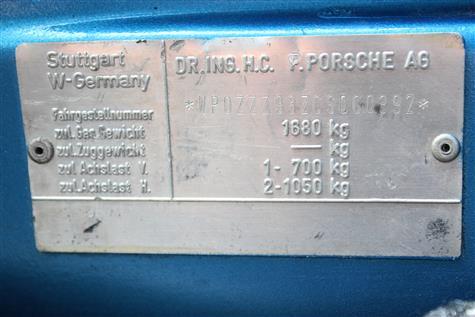 Stuttgart
W-Germany
DR.ING.H.C. F.PORSCHE AG
Fahrgestellnummer
zul. Ges. Gewicht 1680 kg
zul. Zuggewicht — kg
zul. Achslast V. 1- 700 kg
zul. Achslast H. 2-1050 kg